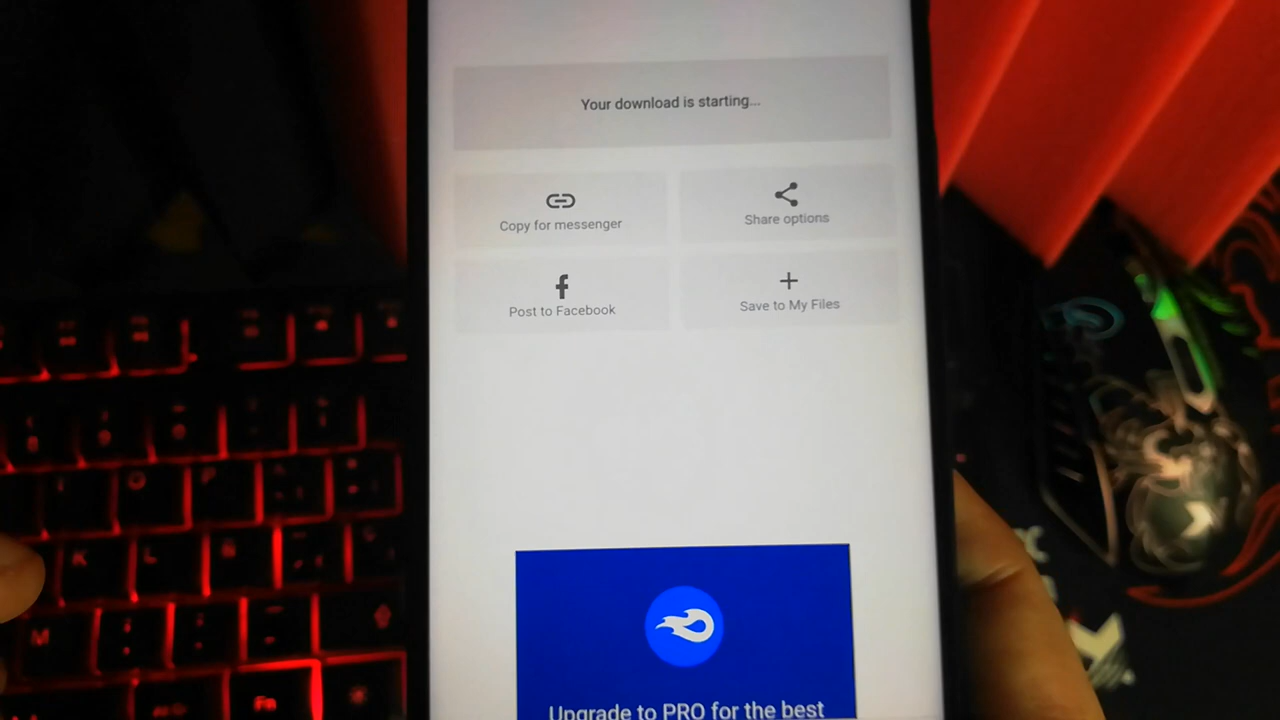 Your download is starting...
Copy for messenger
Share options
Post to Facebook
Save to My Files
Upgrade to PRO for the best
O
P
K
L
Ñ
M
Fn